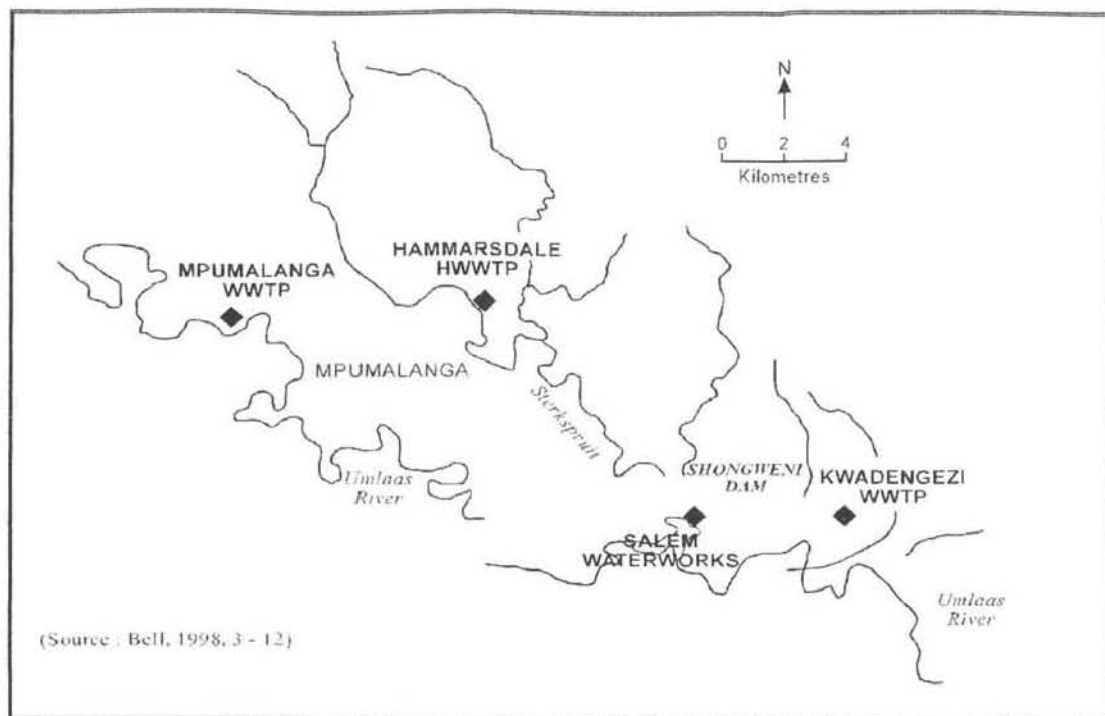 N
0 2 4
Kilometres
HAMMARSDALE
HWWTP
MPUMALANGA
WWTP
MPUMALANGA
Sterkspruit
Umlaas
River
SHONGWENI
DAM
KWADENGEZI
WWTP
SALEM
WATERWORKS
Umlaas
River
(Source : Bell, 1998, 3 - 12)